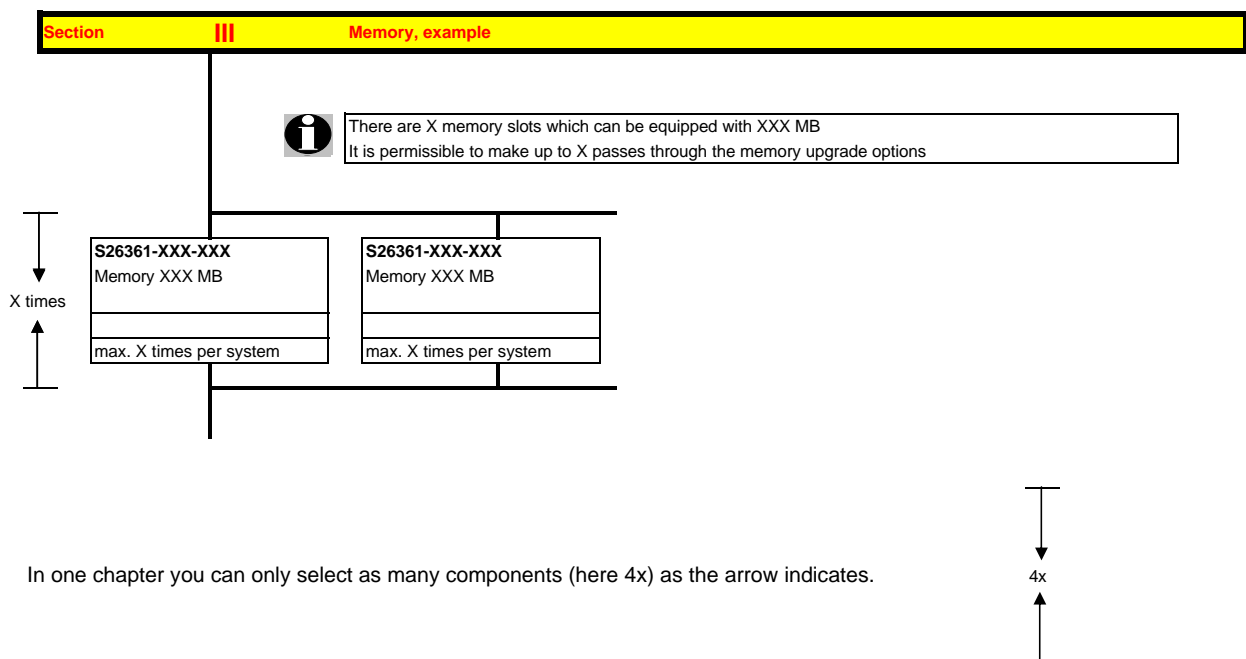 Section III Memory, example
There are X memory slots which can be equipped with XXX MB
It is permissible to make up to X passes through the memory upgrade options
S26361-XXX-XXX
Memory XXX MB
max. X times per system
S26361-XXX-XXX
Memory XXX MB
max. X times per system
X times
In one chapter you can only select as many components (here 4x) as the arrow indicates.
4x